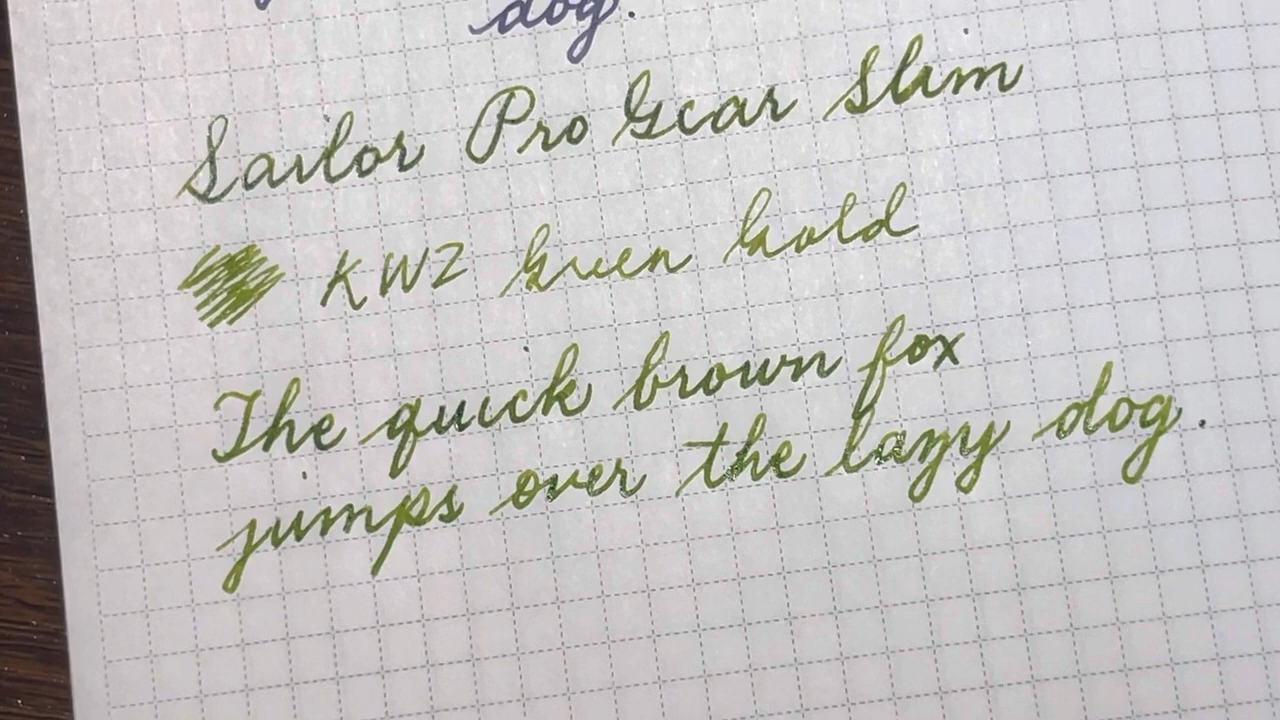 dog.
Sailor Pro Gear Slim
KWZ Green Gold
The quick brown fox
jumps over the lazy dog.